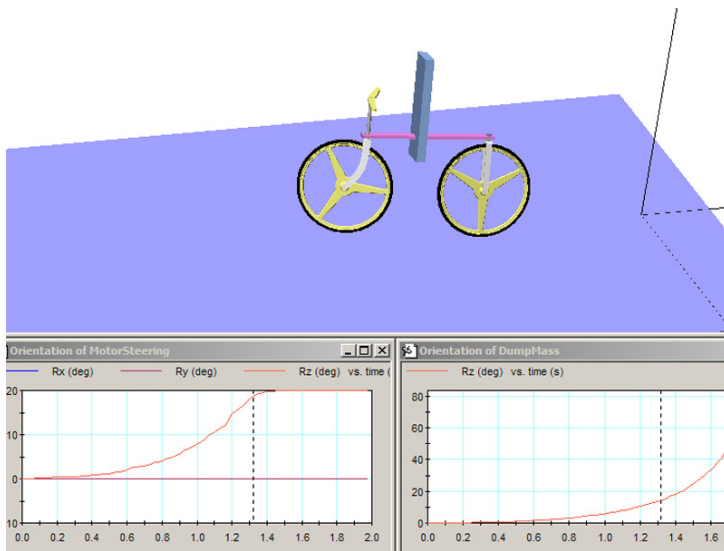 Orientation of MotorSteering
Rx (deg) Ry (deg) Rz (deg) vs. time (
20
10
0
10
0.0 0.2 0.4 0.6 0.8 1.0 1.2 1.4 1.6 1.8 2.0
Orientation of DumpMass
Rz (deg) vs. time (s)
80
60
40
20
0
0.0 0.2 0.4 0.6 0.8 1.0 1.2 1.4 1.6